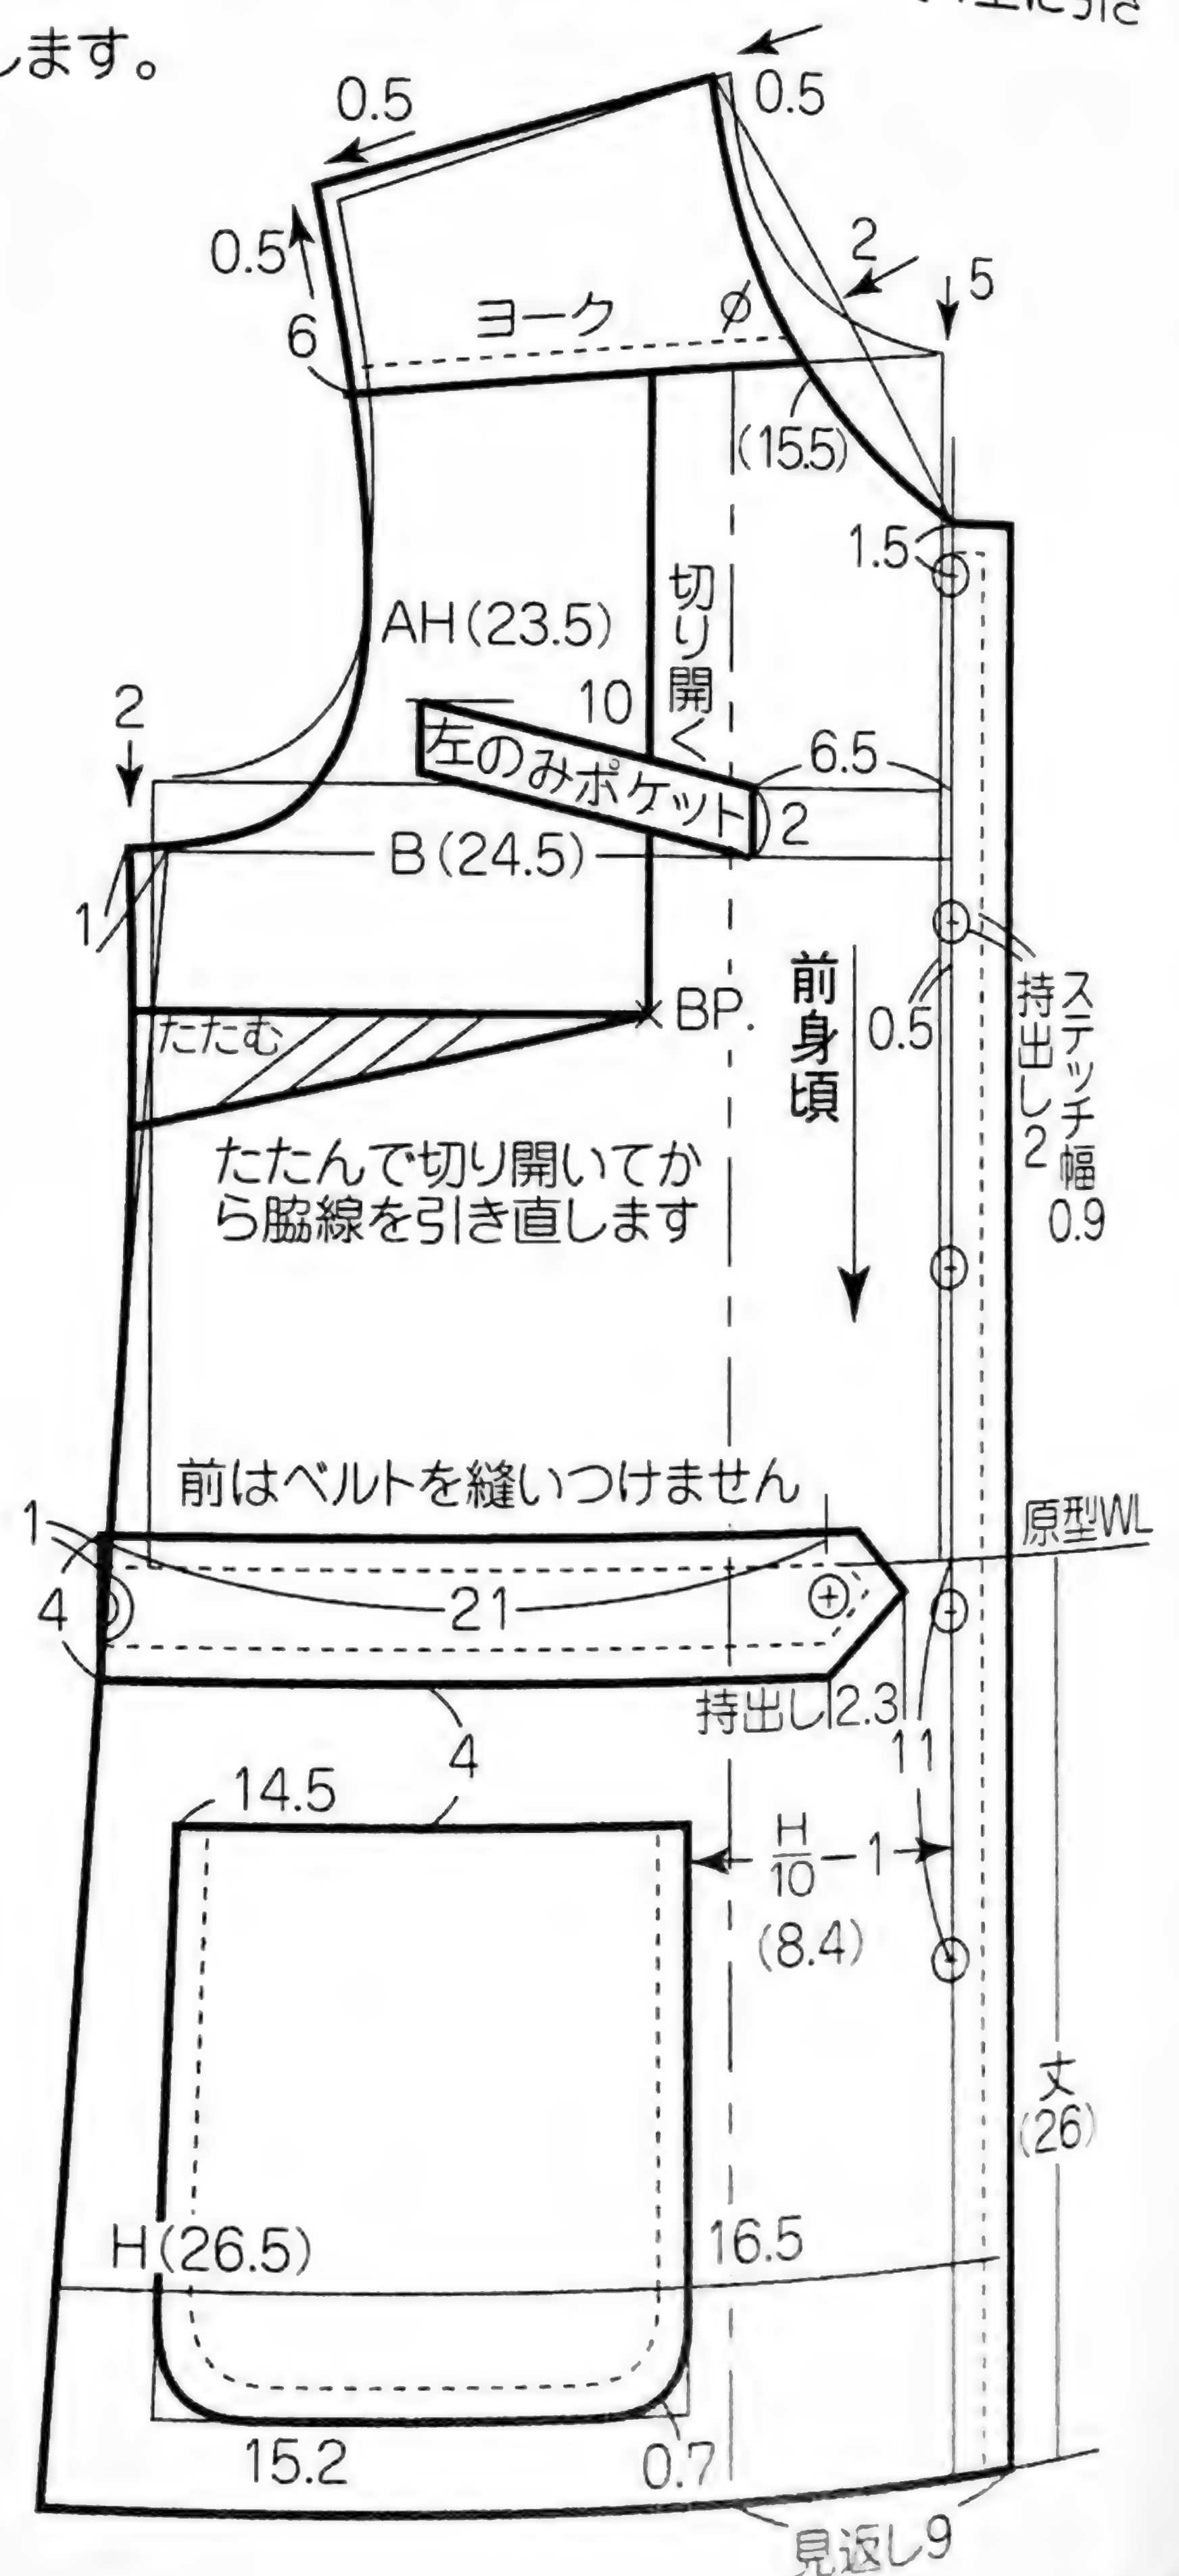 します。
0.5
0.5
0.5
2
5
6
ヨーク
φ
(15.5)
1.5
AH(23.5)
切り開く
10
2
左のみポケット
6.5
2
B(24.5)
1
たたむ
BP.
前身頃
0.5
ステッチ幅0.9
持出し2
たたんで切り開いてか
ら脇線を引き直します
前はベルトを縫いつけません
原型WL
1
4
21
持出し2.3
4
11
14.5
H/10-1
(8.4)
丈
(26)
H(26.5)
16.5
15.2
0.7
見返し9